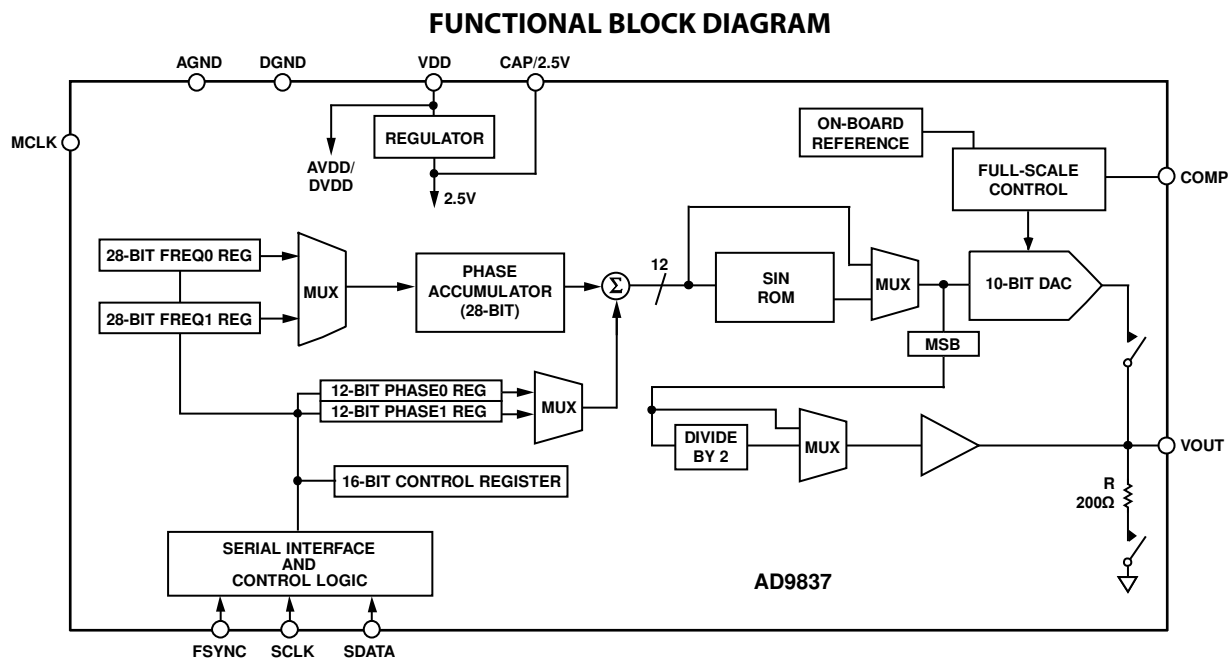 FUNCTIONAL BLOCK DIAGRAM
AGND
DGND
VDD
CAP/2.5V
MCLK
REGULATOR
AVDD/
DVDD
2.5V
ON-BOARD
REFERENCE
FULL-SCALE
CONTROL
COMP
28-BIT FREQ0 REG
28-BIT FREQ1 REG
MUX
PHASE
ACCUMULATOR
(28-BIT)
Σ
12
SIN
ROM
MUX
10-BIT DAC
MSB
12-BIT PHASE0 REG
12-BIT PHASE1 REG
MUX
DIVIDE
BY 2
MUX
VOUT
R
200Ω
16-BIT CONTROL REGISTER
SERIAL INTERFACE
AND
CONTROL LOGIC
AD9837
FSYNC
SCLK
SDATA